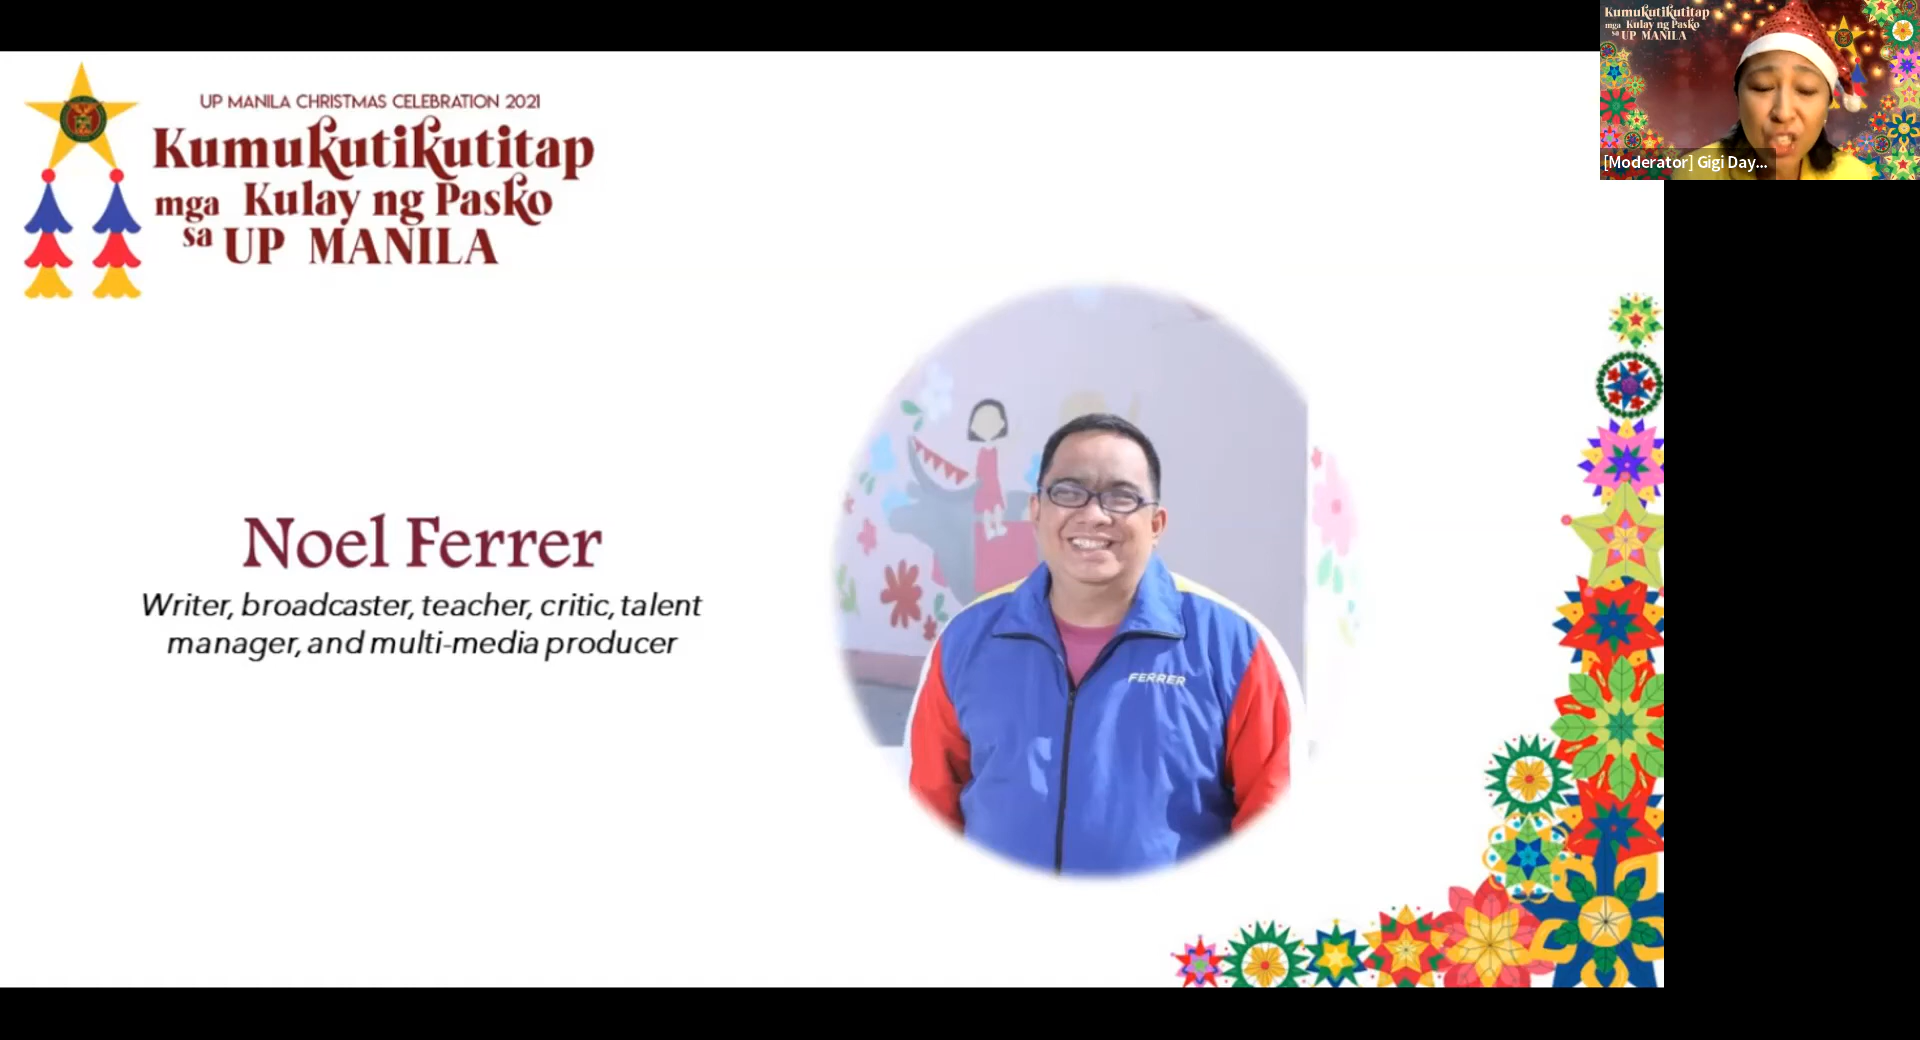 UP MANILA CHRISTMAS CELEBRATION 2021
Kumukutikutitap
mga Kulay ng Pasko
sa UP MANILA
Noel Ferrer
Writer, broadcaster, teacher, critic, talent
manager, and multi-media producer
FERRER
Kumukutikutitap
mga Kulay ng Pasko
sa UP MANILA
[Moderator] Gigi Day...